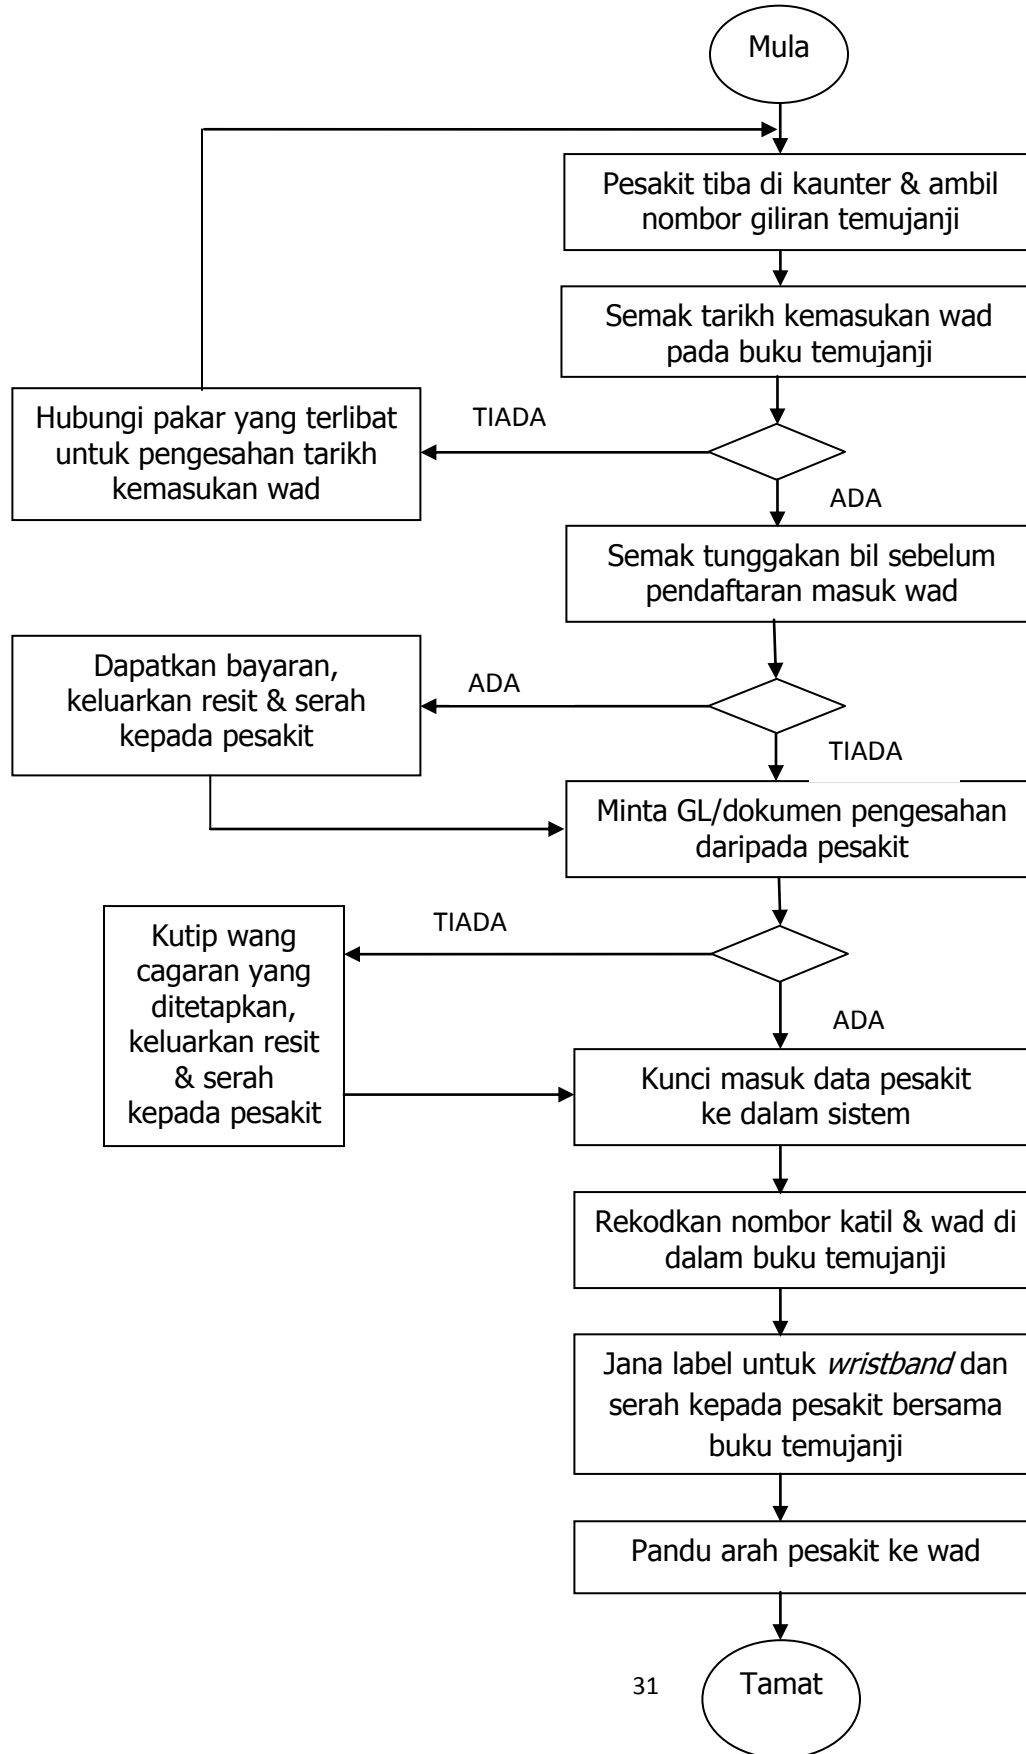 Mula
Pesakit tiba di kaunter & ambil
nombor giliran temujanji
Semak tarikh kemasukan wad
pada buku temujanji
Hubungi pakar yang terlibat
untuk pengesahan tarikh
kemasukan wad
TIADA
ADA
Semak tunggakan bil sebelum
pendaftaran masuk wad
Dapatkan bayaran,
keluarkan resit & serah
kepada pesakit
ADA
TIADA
Minta GL/dokumen pengesahan
daripada pesakit
Kutip wang
cagaran yang
ditetapkan,
keluarkan resit
& serah
kepada pesakit
TIADA
ADA
Kunci masuk data pesakit
ke dalam sistem
Rekodkan nombor katil & wad di
dalam buku temujanji
Jana label untuk wristband dan
serah kepada pesakit bersama
buku temujanji
Pandu arah pesakit ke wad
31
Tamat